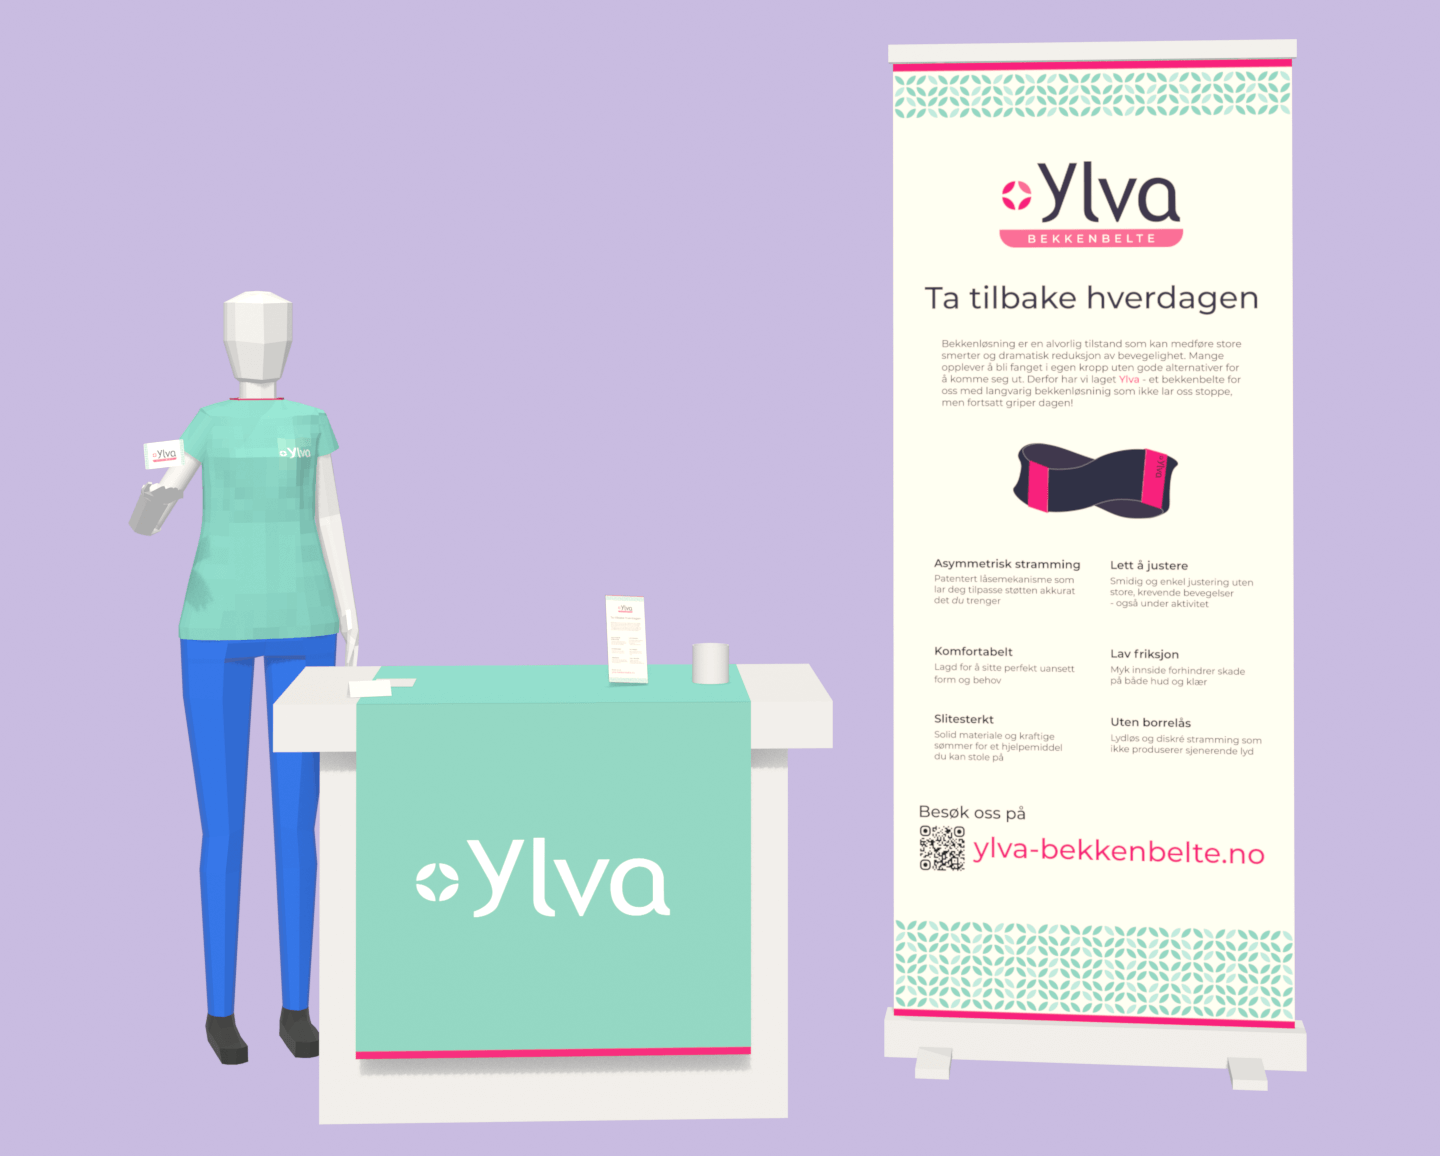 Ylva
BEKKENBELTE
Ta tilbake hverdagen
Bekkenløsning er en alvorlig tilstand som kan medføre store
smerter og dramatisk reduksjon av bevegelighet. Mange
opplever å bli fanget i egen kropp uten gode alternativer for
å komme seg ut. Derfor har vi laget Ylva - et bekkenbelte for
oss med langvarig bekkenløsninig som ikke lar oss stoppe,
men fortsatt griper dagen!
Ylva
Asymmetrisk stramming
Patentert låsemekanisme som
lar deg tilpasse støtten akkurat
det du trenger
Lett å justere
Smidig og enkel justering uten
store, krevende bevegelser
- også under aktivitet
Komfortabelt
Lagd for å sitte perfekt uansett
form og behov
Lav friksjon
Myk innside forhindrer skade
på både hud og klær
Slitesterkt
Solid materiale og kraftige
sømmer for et hjelpemiddel
du kan stole på
Uten borrelås
Lydløs og diskré stramming som
ikke produserer sjenerende lyd
Besøk oss på
ylva-bekkenbelte.no
Ylva
Ylva
Ylva
Ylva